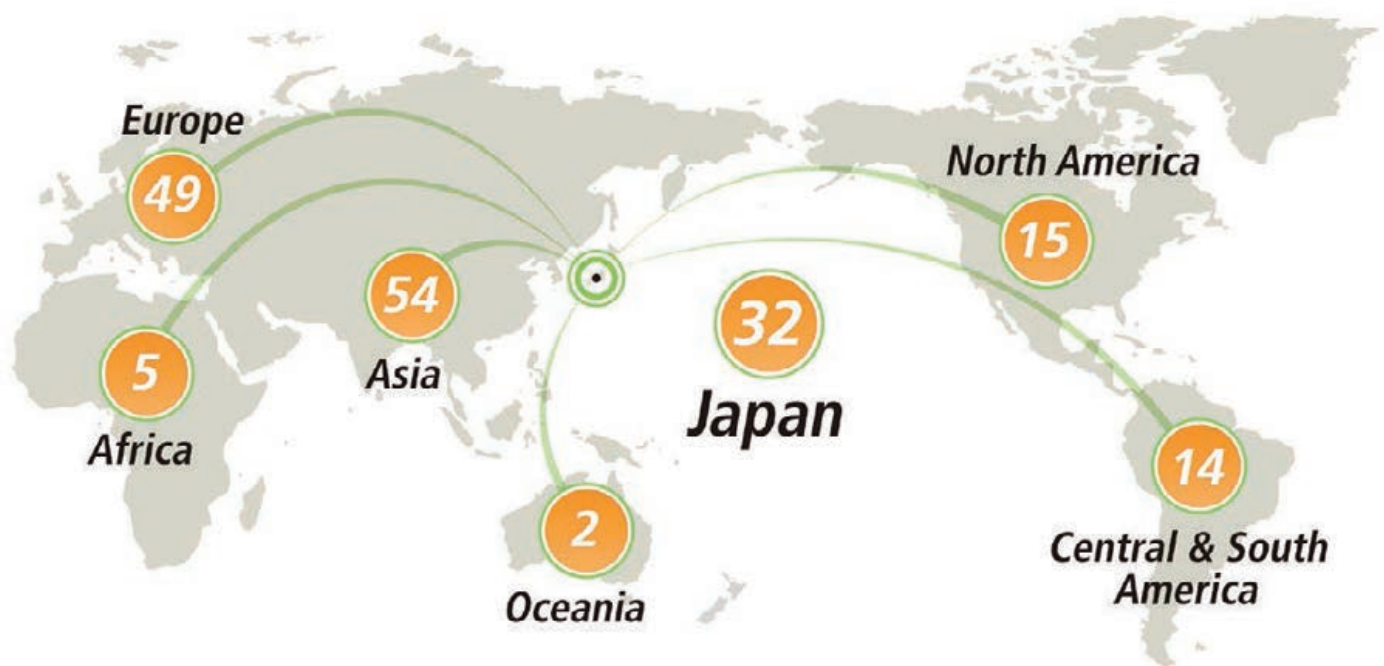 Europe
49
North America
15
54
Asia
32
Japan
5
Africa
14
Central & South
America
2
Oceania